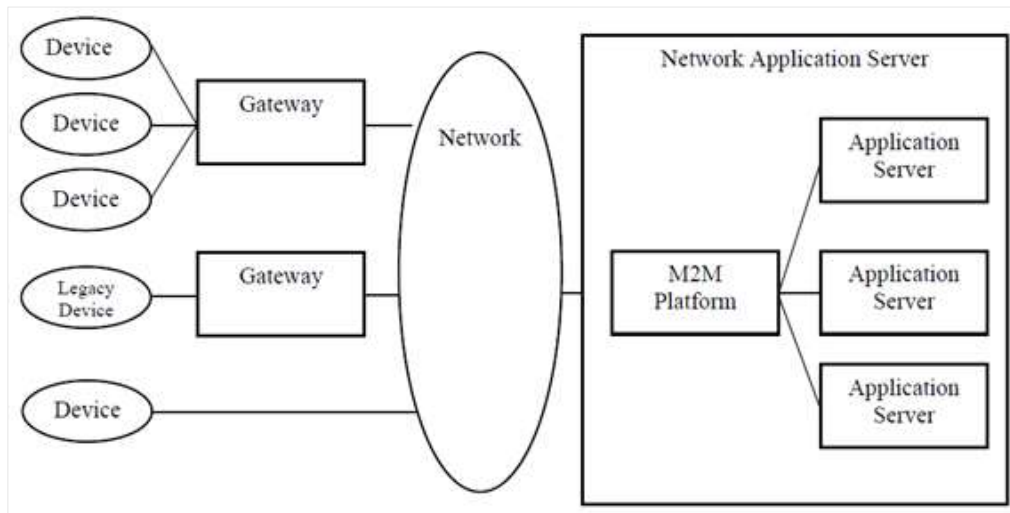 Device
Device
Device
Legacy
Device
Device
Gateway
Gateway
Network
Network Application Server
M2M
Platform
Application
Server
Application
Server
Application
Server